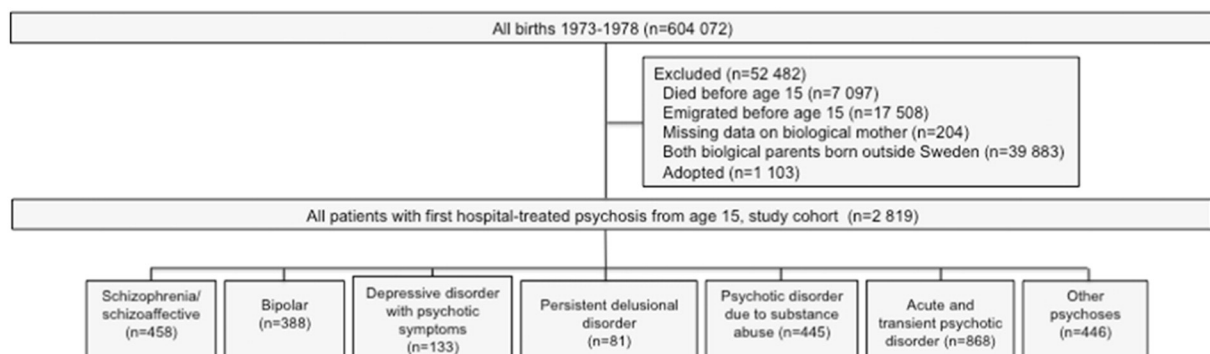 All births 1973-1978 (n=604 072)
Excluded (n=52 482)
Died before age 15 (n=7 097)
Emigrated before age 15 (n=17 508)
Missing data on biological mother (n=204)
Both biolgical parents born outside Sweden (n=39 883)
Adopted (n=1 103)
All patients with first hospital-treated psychosis from age 15, study cohort (n=2 819)
Schizophrenia/
schizoaffective
(n=458)
Bipolar
(n=388)
Depressive disorder
with psychotic
symptoms
(n=133)
Persistent delusional
disorder
(n=81)
Psychotic disorder
due to substance
abuse (n=445)
Acute and
transient psychotic
disorder (n=868)
Other
psychoses
(n=446)